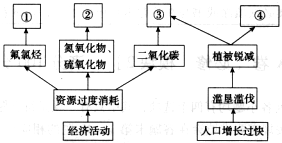 ① ② ③ ④
氟氯烃
氮氧化物、
硫氧化物
二氧化碳
植被锐减
资源过度消耗
滥垦滥伐
经济活动
人口增长过快